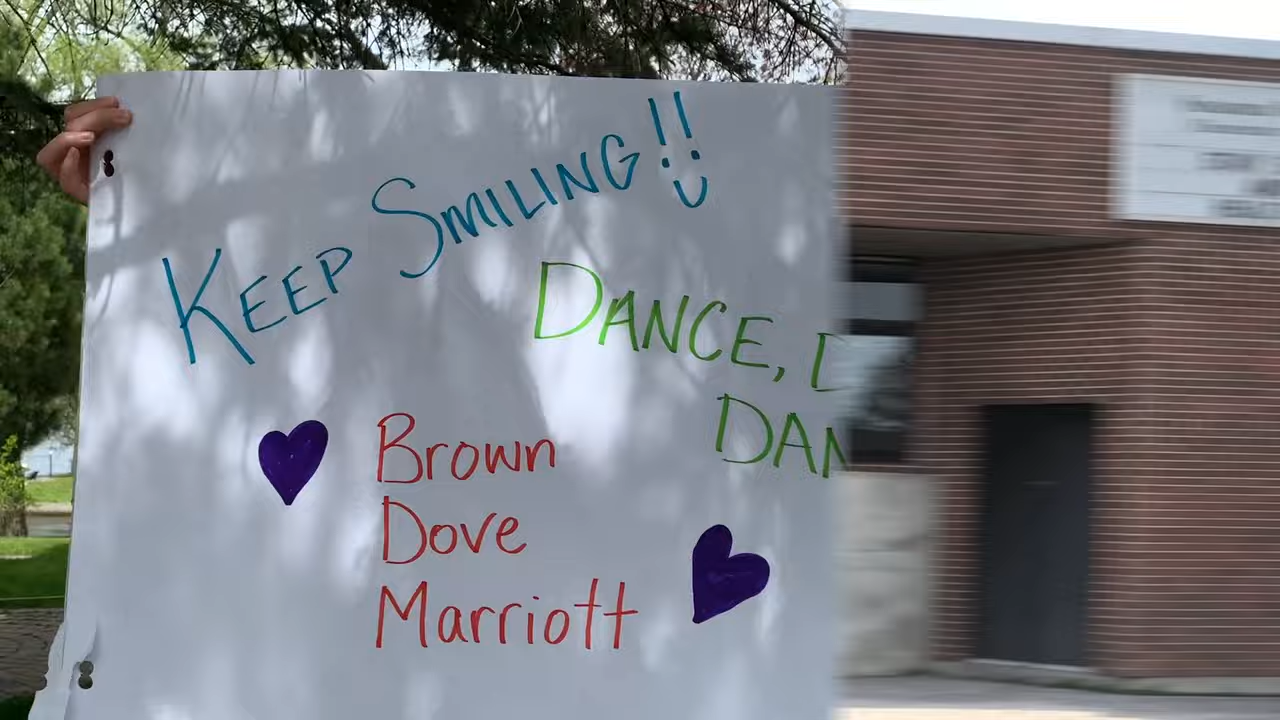 KEEP SMILING!!
DANCE, D
DAN
Brown
Dove
Marriott